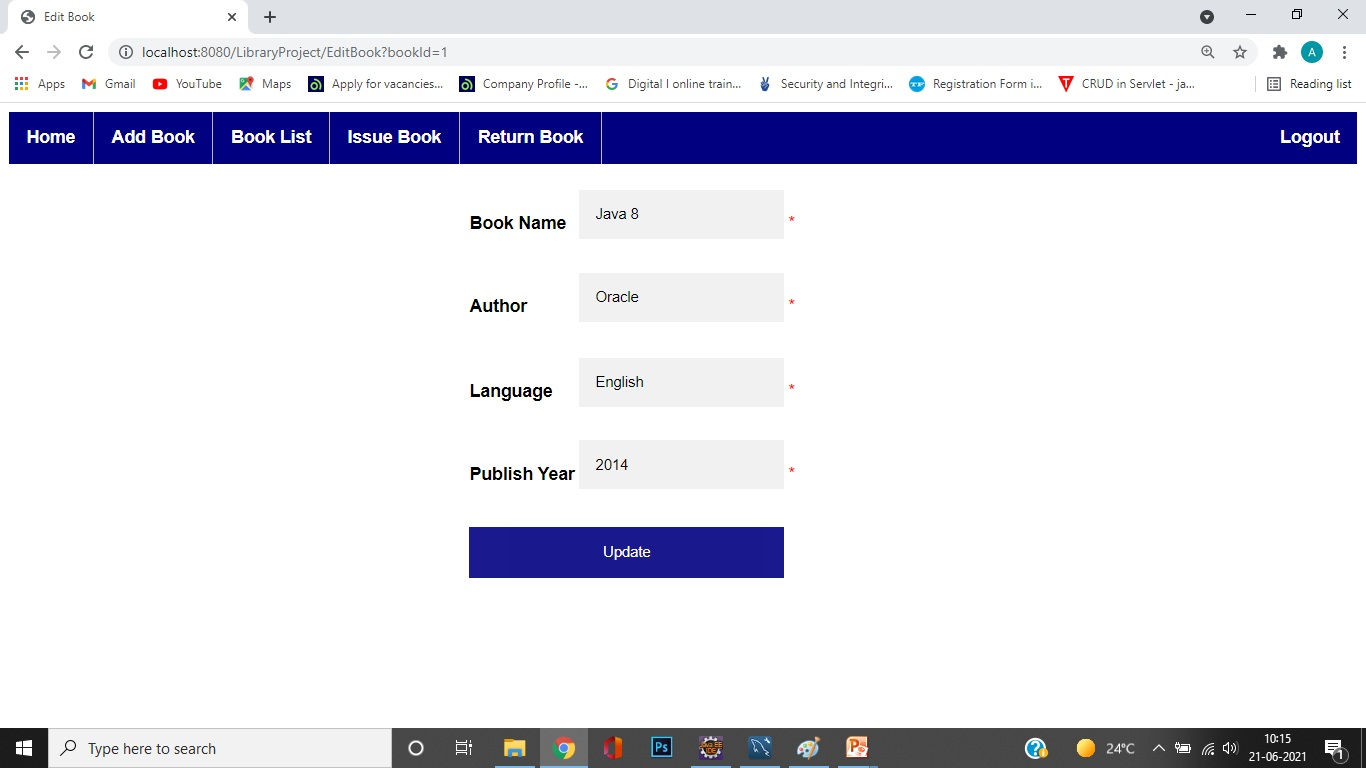 Edit Book
localhost:8080/LibraryProject/EditBook?bookId=1
A
Apps Gmail YouTube Maps Apply for vacancies... Company Profile -... Digital I online train... Security and Integri... Registration Form i... CRUD in Servlet - ja... Reading list
Home Add Book Book List Issue Book Return Book Logout
Book Name Java 8 *
Author Oracle *
Language English *
Publish Year 2014 *
Update
Type here to search
Ps
24°C
10:15
21-06-2021
1